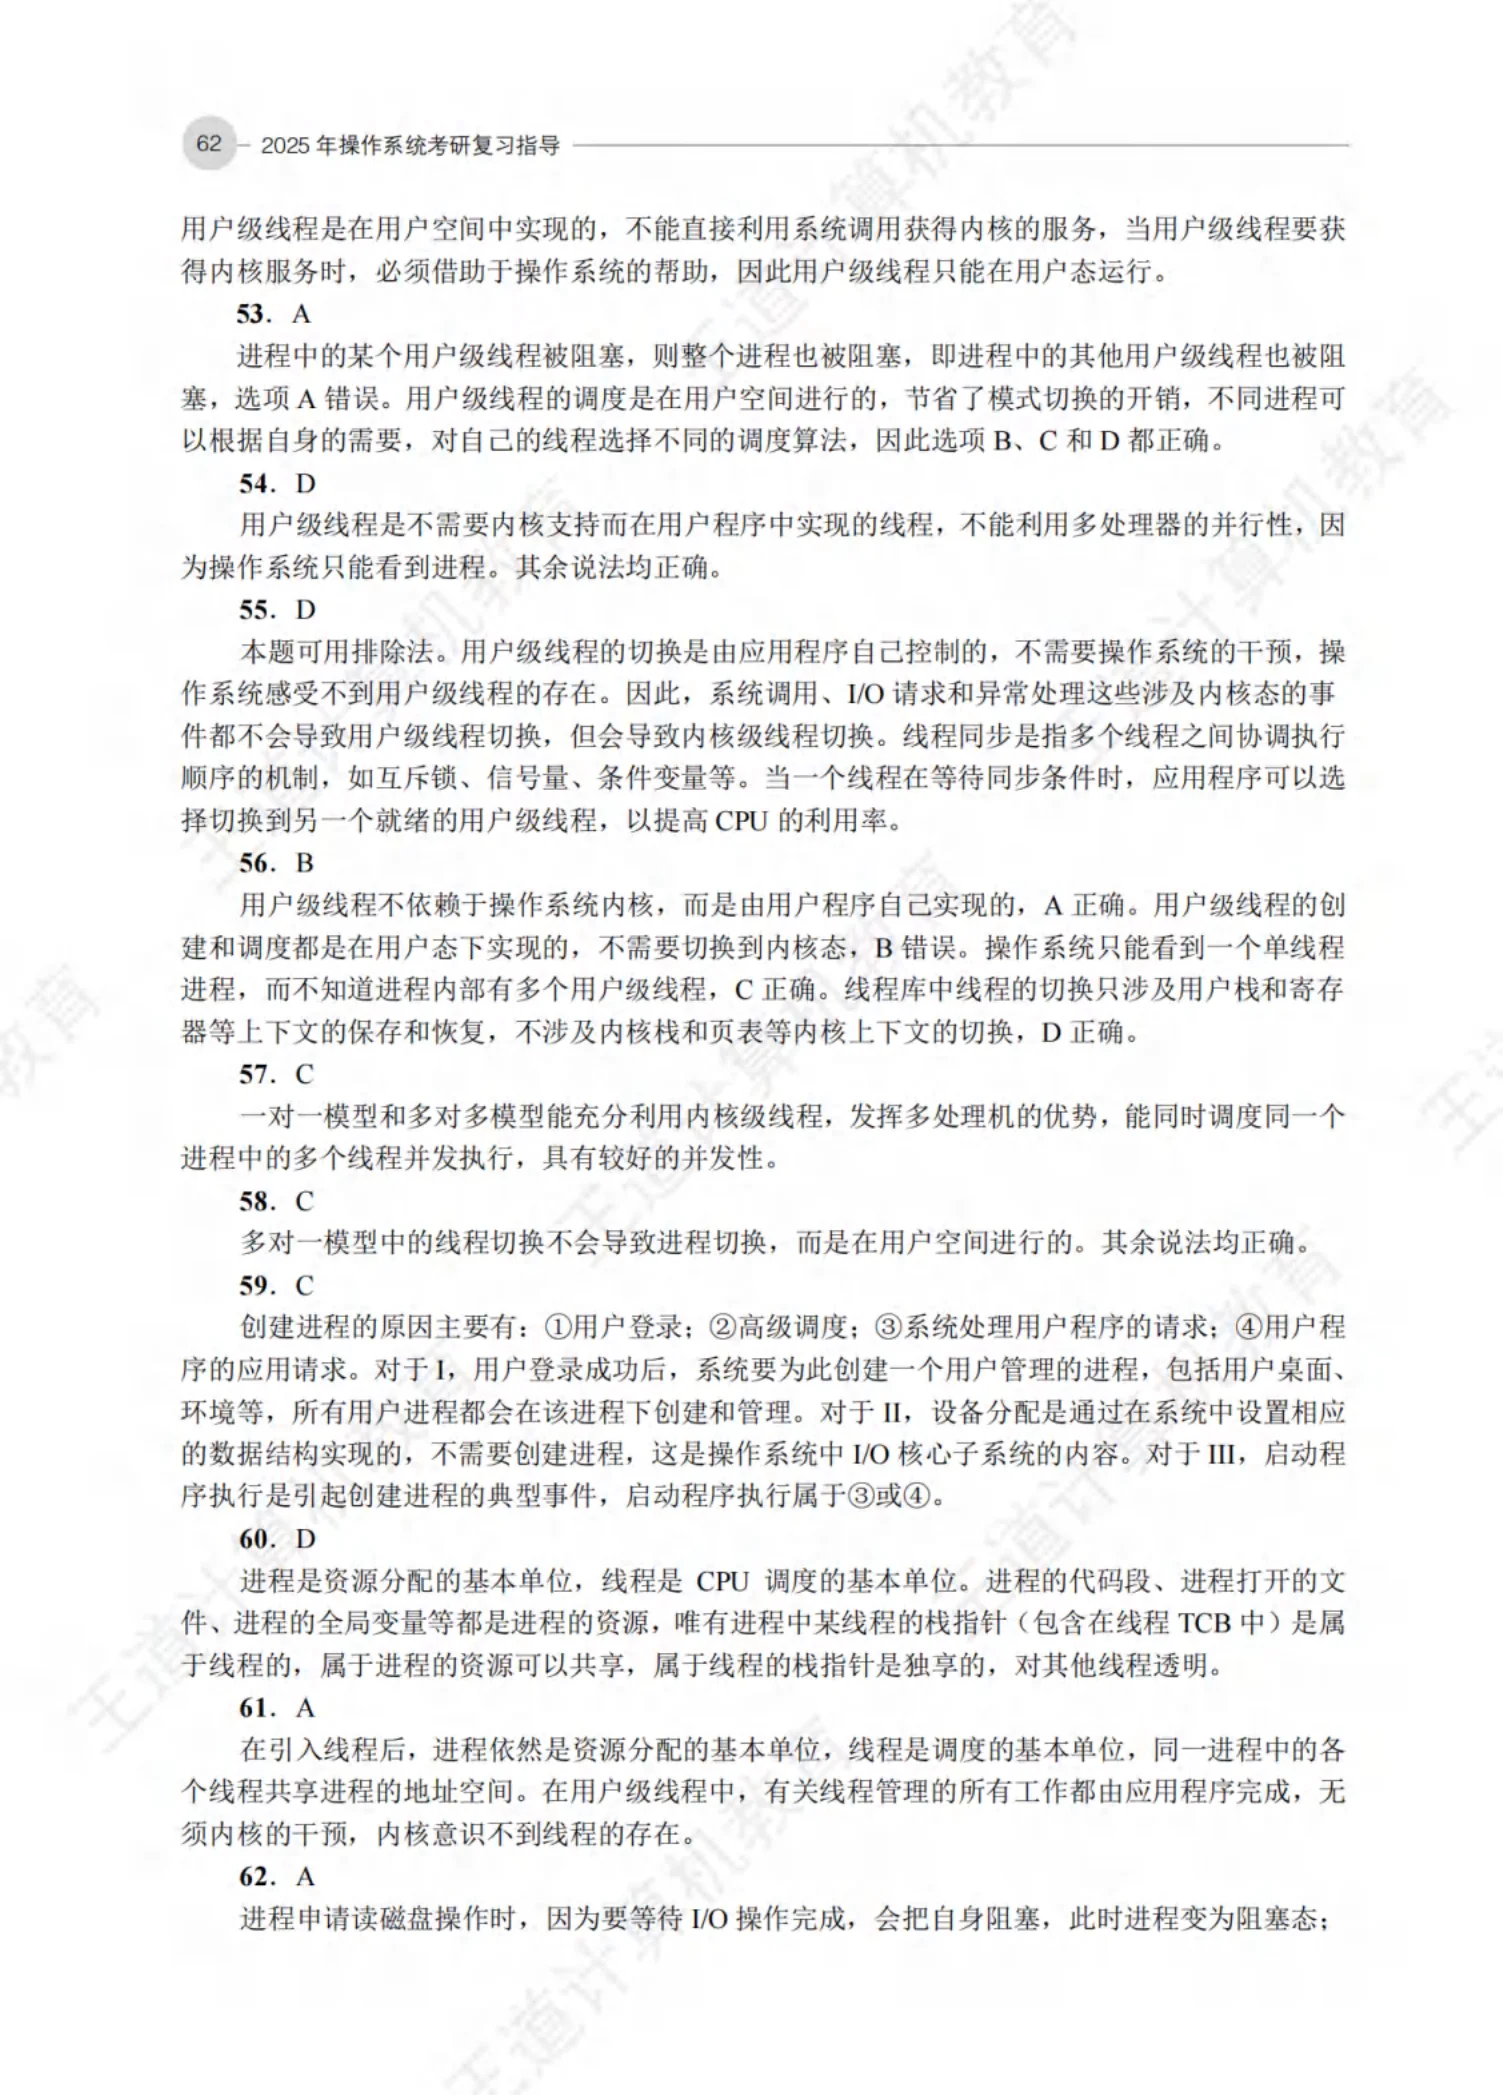 62
2025 年操作系统考研复习指导
用户级线程是在用户空间中实现的，不能直接利用系统调用获得内核的服务，当用户级线程要获
得内核服务时，必须借助于操作系统的帮助，因此用户级线程只能在用户态运行。
53．A
进程中的某个用户级线程被阻塞，则整个进程也被阻塞，即进程中的其他用户级线程也被阻
塞，选项 A 错误。用户级线程的调度是在用户空间进行的，节省了模式切换的开销，不同进程可
以根据自身的需要，对自己的线程选择不同的调度算法，因此选项 B、C 和 D 都正确。
54．D
用户级线程是不需要内核支持而在用户程序中实现的线程，不能利用多处理器的并行性，因
为操作系统只能看到进程。其余说法均正确。
55．D
本题可用排除法。用户级线程的切换是由应用程序自己控制的，不需要操作系统的干预，操
作系统感受不到用户级线程的存在。因此，系统调用、I/O 请求和异常处理这些涉及内核态的事
件都不会导致用户级线程切换，但会导致内核级线程切换。线程同步是指多个线程之间协调执行
顺序的机制，如互斥锁、信号量、条件变量等。当一个线程在等待同步条件时，应用程序可以选
择切换到另一个就绪的用户级线程，以提高 CPU 的利用率。
56．B
用户级线程不依赖于操作系统内核，而是由用户程序自己实现的，A 正确。用户级线程的创
建和调度都是在用户态下实现的，不需要切换到内核态，B 错误。操作系统只能看到一个单线程
进程，而不知道进程内部有多个用户级线程，C 正确。线程库中线程的切换只涉及用户栈和寄存
器等上下文的保存和恢复，不涉及内核栈和页表等内核上下文的切换，D 正确。
57．C
一对一模型和多对多模型能充分利用内核级线程，发挥多处理机的优势，能同时调度同一个
进程中的多个线程并发执行，具有较好的并发性。
58．C
多对一模型中的线程切换不会导致进程切换，而是在用户空间进行的。其余说法均正确。
59．C
创建进程的原因主要有：①用户登录；②高级调度；③系统处理用户程序的请求；④用户程
序的应用请求。对于 I，用户登录成功后，系统要为此创建一个用户管理的进程，包括用户桌面、
环境等，所有用户进程都会在该进程下创建和管理。对于 II，设备分配是通过在系统中设置相应
的数据结构实现的，不需要创建进程，这是操作系统中 I/O 核心子系统的内容。对于 III，启动程
序执行是引起创建进程的典型事件，启动程序执行属于③或④。
60．D
进程是资源分配的基本单位，线程是 CPU 调度的基本单位。进程的代码段、进程打开的文
件、进程的全局变量等都是进程的资源，唯有进程中某线程的栈指针（包含在线程 TCB 中）是属
于线程的，属于进程的资源可以共享，属于线程的栈指针是独享的，对其他线程透明。
61．A
在引入线程后，进程依然是资源分配的基本单位，线程是调度的基本单位，同一进程中的各
个线程共享进程的地址空间。在用户级线程中，有关线程管理的所有工作都由应用程序完成，无
须内核的干预，内核意识不到线程的存在。
62．A
进程申请读磁盘操作时，因为要等待 I/O 操作完成，会把自身阻塞，此时进程变为阻塞态；
王道计算机教育
王道计算机教育
王道计算机教育
王道计算机教育
王道计算机教育
王道计算机教育
王道计算机教育